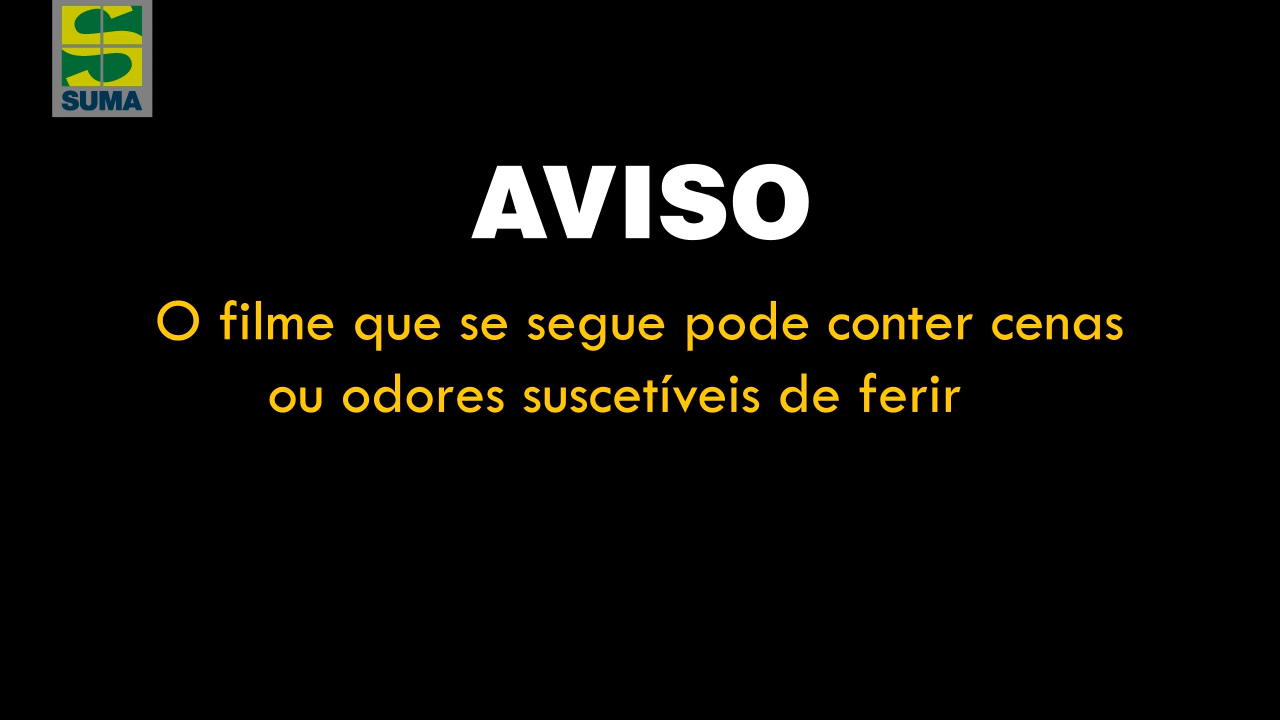 SUMA
AVISO
O filme que se segue pode conter cenas
ou odores suscetíveis de ferir